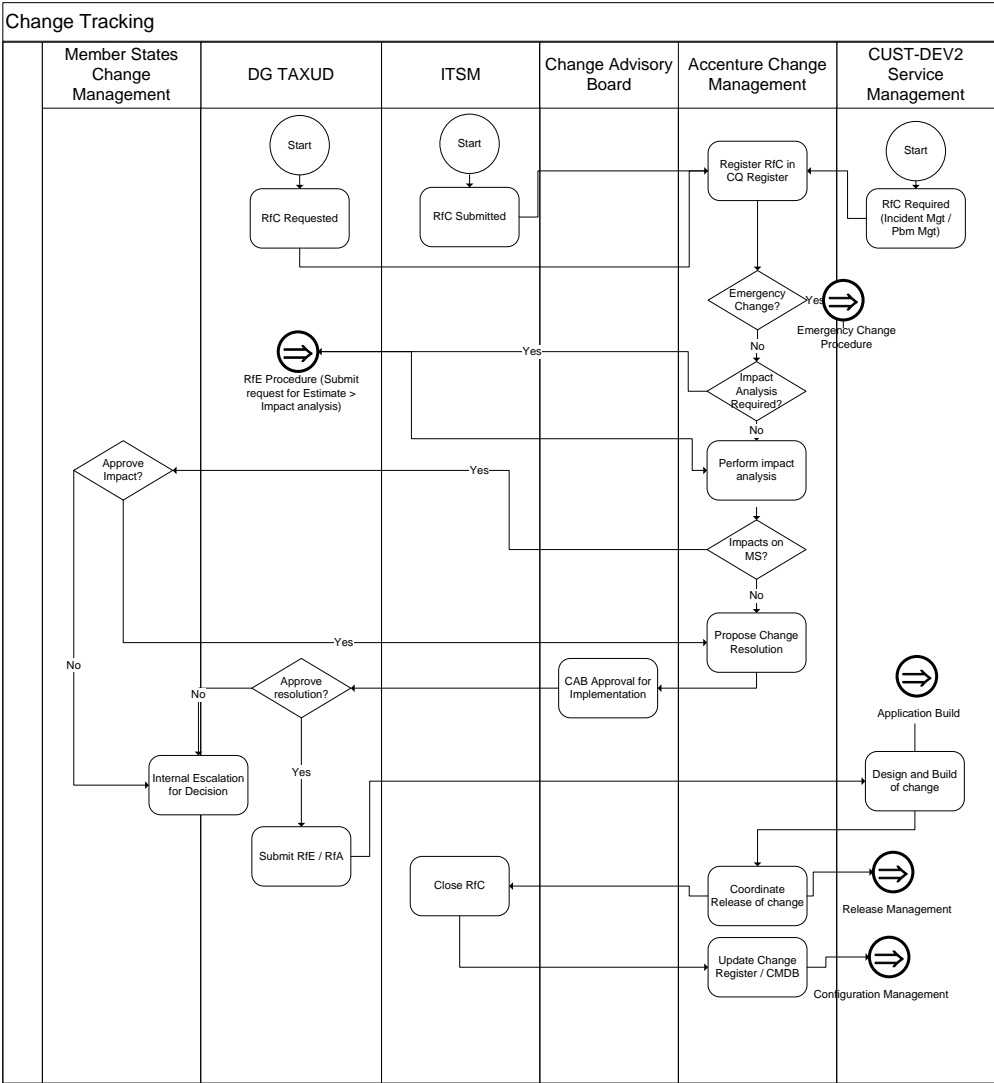 Change Tracking
Member States
Change
Management
DG TAXUD
ITSM
Change Advisory
Board
Accenture Change
Management
CUST-DEV2
Service
Management
Start
Start
Start
Register RfC in
CQ Register
RfC Requested
RfC Submitted
RfC Required
(Incident Mgt /
Pbm Mgt)
Emergency
Change?
Yes
Emergency Change
Procedure
No
Yes
RfE Procedure (Submit
request for Estimate >
Impact analysis)
Impact
Analysis
Required?
No
Approve
Impact?
Yes
Perform impact
analysis
Impacts on
MS?
No
Yes
Propose Change
Resolution
No
Approve
resolution?
CAB Approval for
Implementation
No
Application Build
Yes
Internal Escalation
for Decision
Design and Build
of change
Submit RfE / RfA
Close RfC
Coordinate
Release of change
Release Management
Update Change
Register / CMDB
Configuration Management